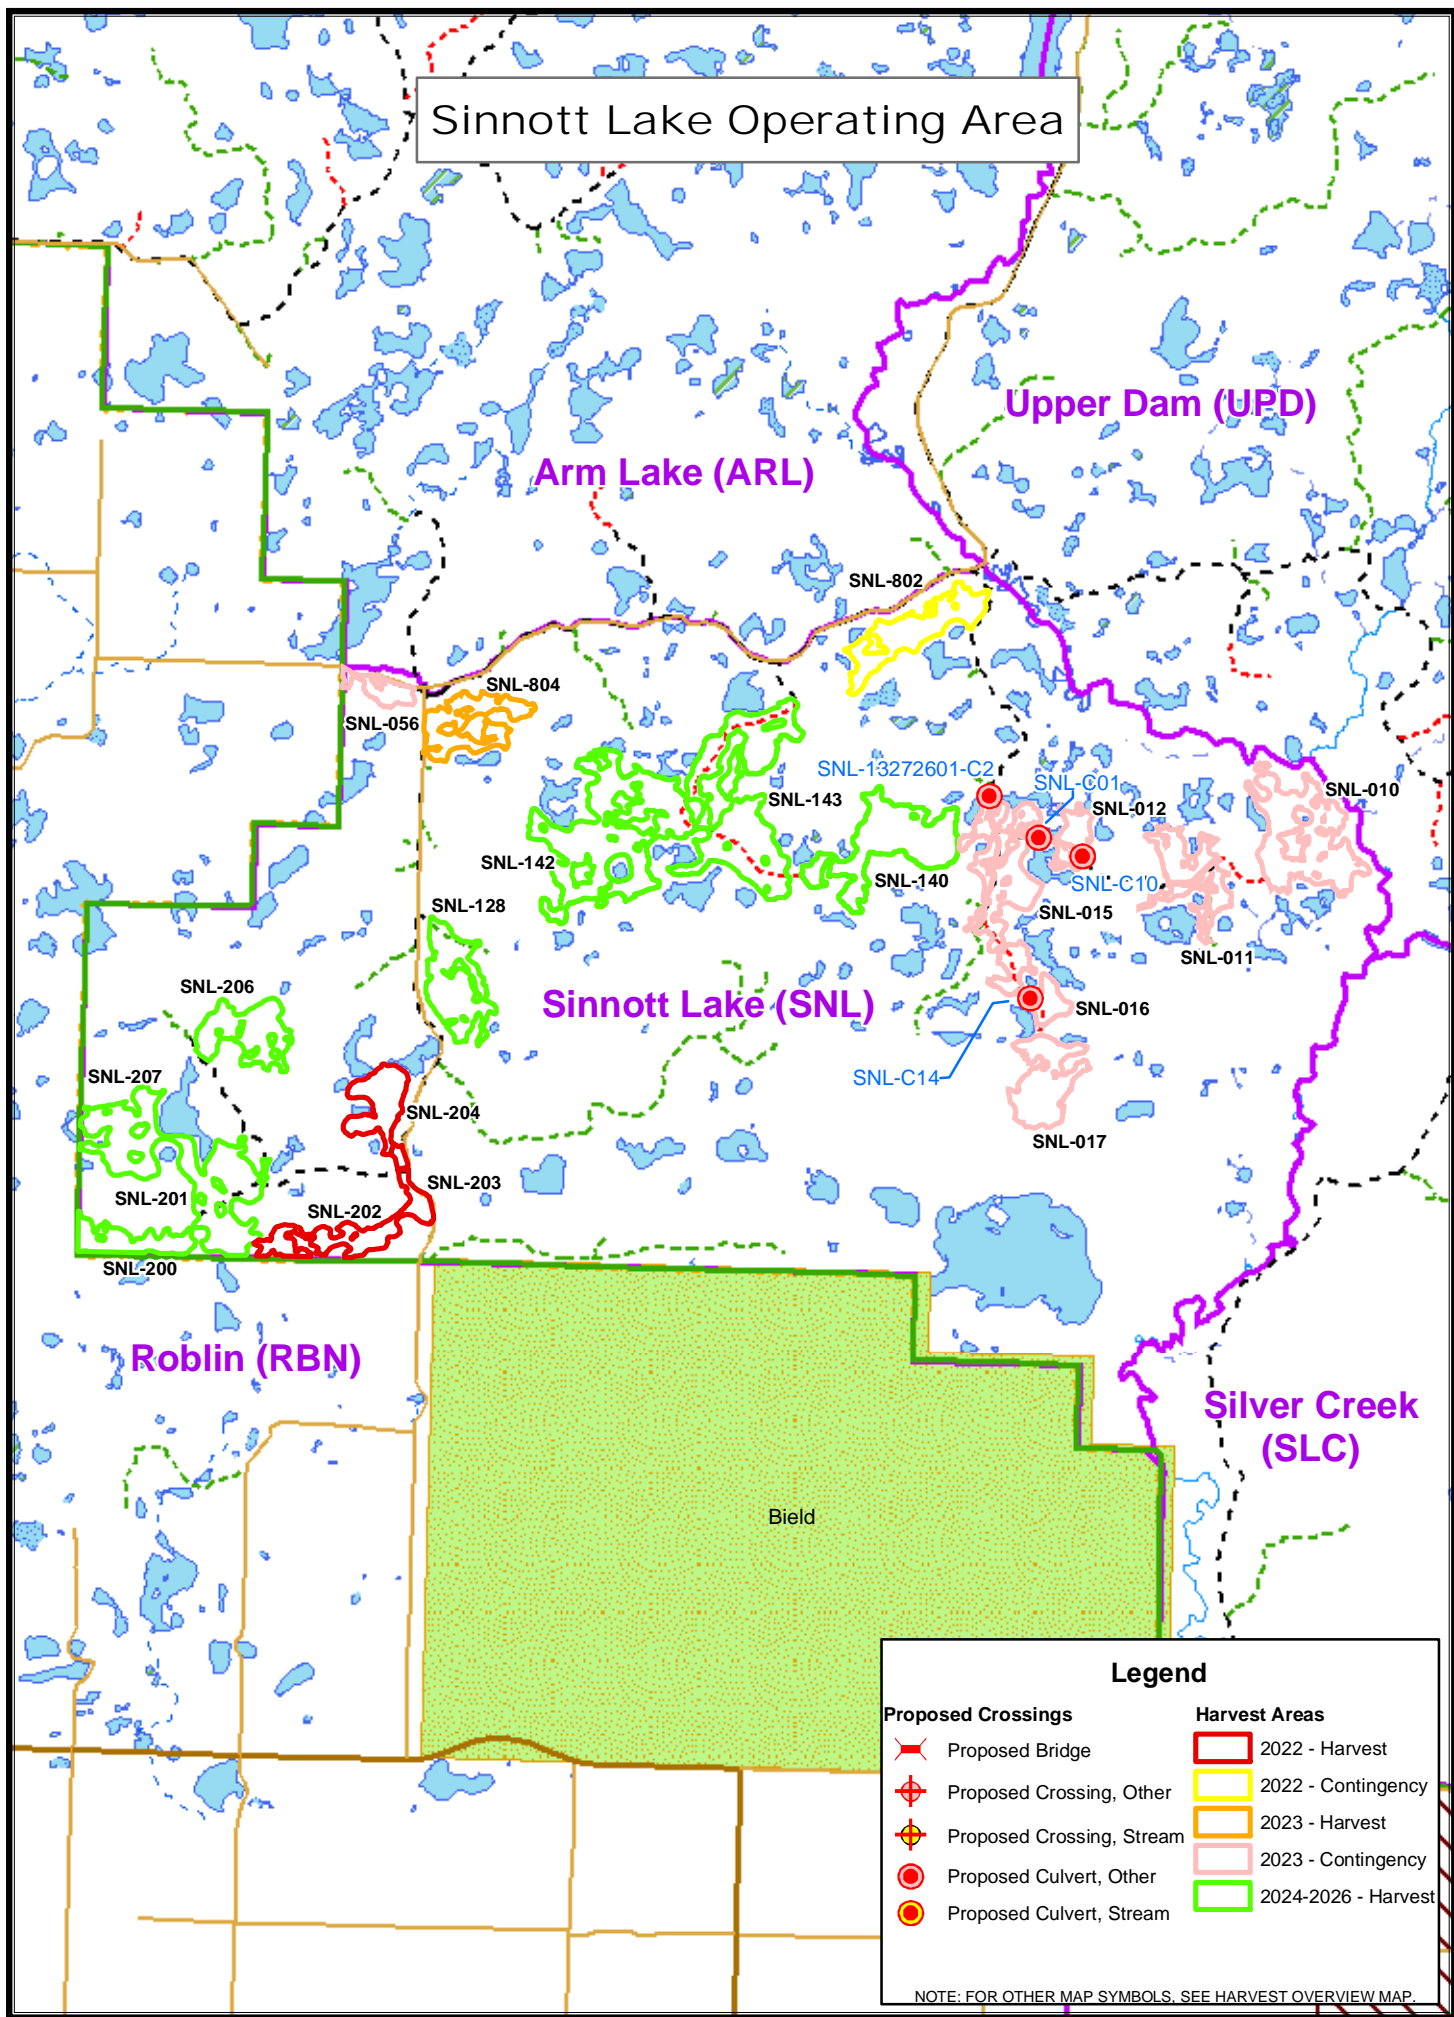 Sinnott Lake Operating Area
Upper Dam (UPD)
Arm Lake (ARL)
SNL-802
SNL-804
SNL-056
SNL-13272601-C2
SNL-C01
SNL-010
SNL-143
SNL-012
SNL-142
SNL-140
SNL-C10
SNL-128
SNL-015
SNL-011
SNL-206
Sinnott Lake (SNL)
SNL-016
SNL-207
SNL-C14
SNL-204
SNL-017
SNL-203
SNL-201
SNL-202
SNL-200
Roblin (RBN)
Silver Creek
(SLC)
Bield
Legend
Proposed Crossings
Proposed Bridge
Proposed Crossing, Other
Proposed Crossing, Stream
Proposed Culvert, Other
Proposed Culvert, Stream
Harvest Areas
2022 - Harvest
2022 - Contingency
2023 - Harvest
2023 - Contingency
2024-2026 - Harvest
NOTE: FOR OTHER MAP SYMBOLS, SEE HARVEST OVERVIEW MAP.